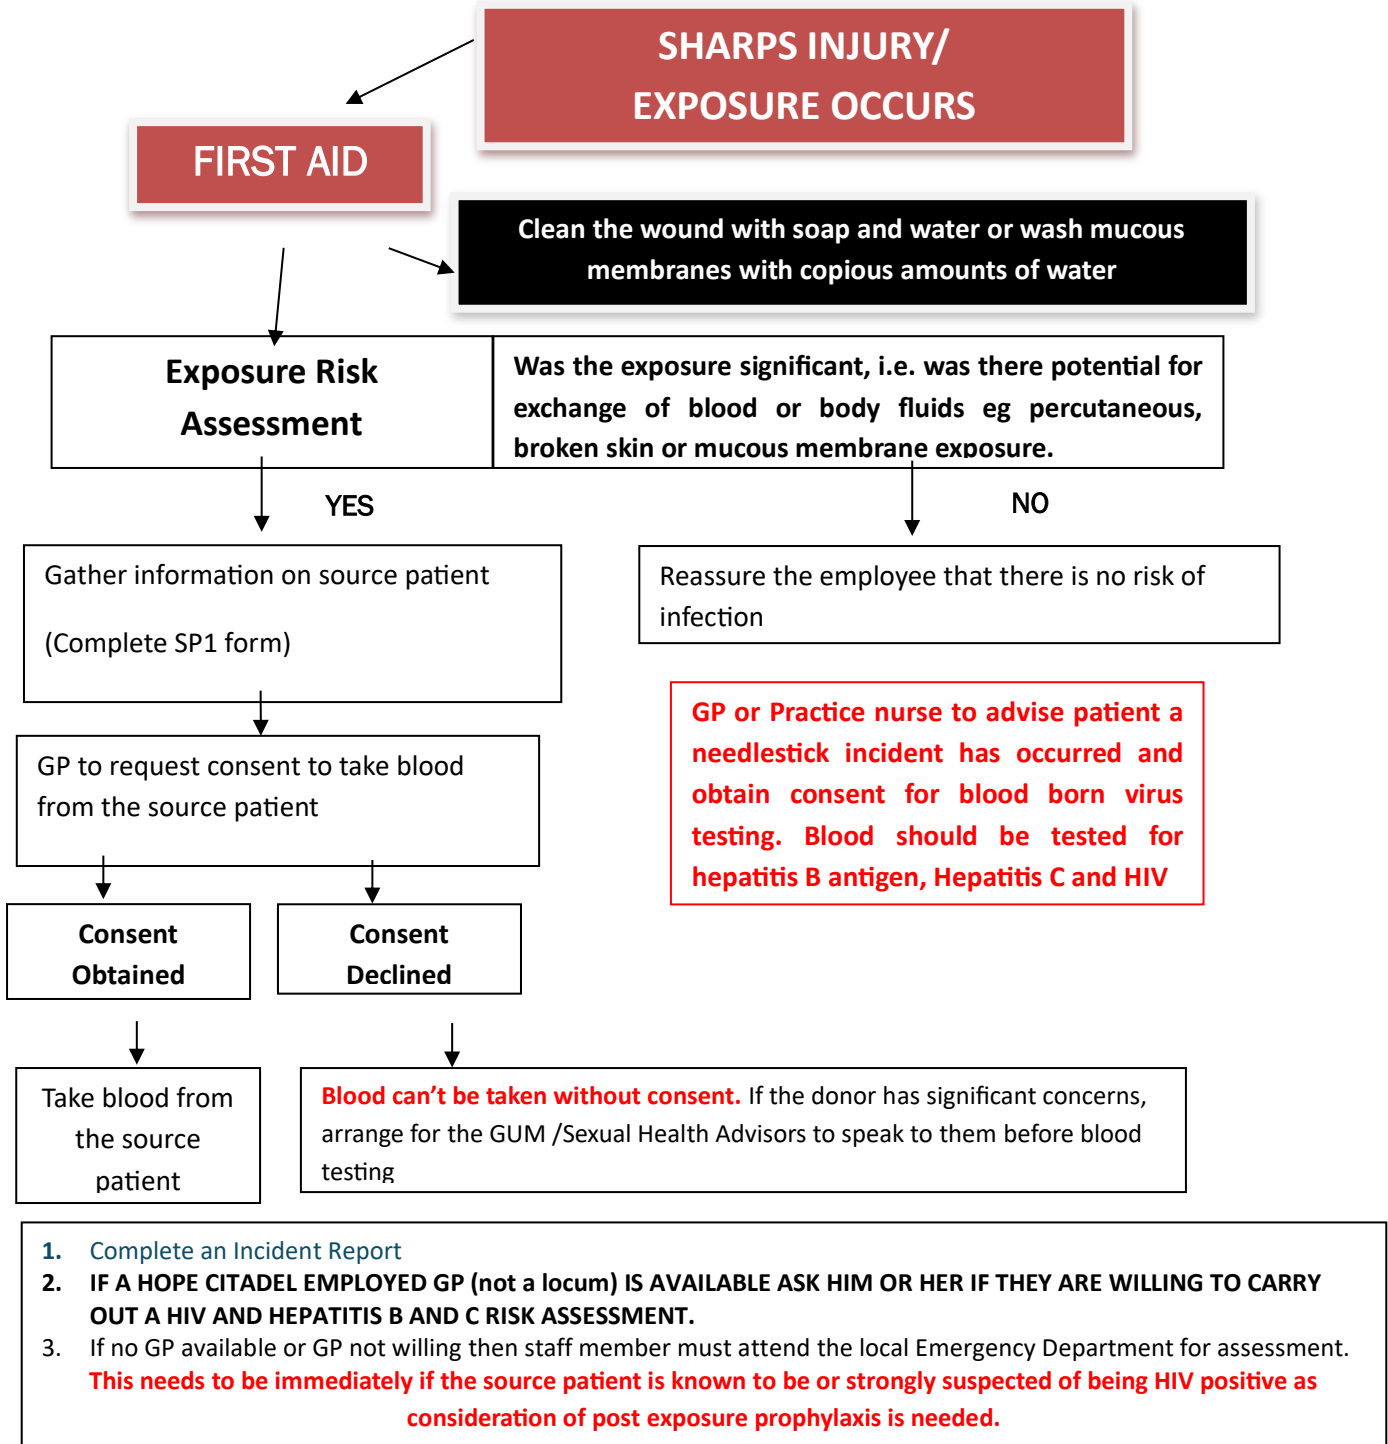 SHARPS INJURY/
EXPOSURE OCCURS
FIRST AID
Clean the wound with soap and water or wash mucous
membranes with copious amounts of water
Exposure Risk
Assessment
Was the exposure significant, i.e. was there potential for
exchange of blood or body fluids eg percutaneous,
broken skin or mucous membrane exposure.
YES
NO
Gather information on source patient
(Complete SP1 form)
Reassure the employee that there is no risk of
infection
GP or Practice nurse to advise patient a
needlestick incident has occurred and
obtain consent for blood born virus
testing. Blood should be tested for
hepatitis B antigen, Hepatitis C and HIV
GP to request consent to take blood
from the source patient
Consent
Obtained
Consent
Declined
Take blood from
the source
patient
Blood can’t be taken without consent. If the donor has significant concerns,
arrange for the GUM /Sexual Health Advisors to speak to them before blood
testing
1. Complete an Incident Report
2. IF A HOPE CITADEL EMPLOYED GP (not a locum) IS AVAILABLE ASK HIM OR HER IF THEY ARE WILLING TO CARRY
OUT A HIV AND HEPATITIS B AND C RISK ASSESSMENT.
3. If no GP available or GP not willing then staff member must attend the local Emergency Department for assessment.
This needs to be immediately if the source patient is known to be or strongly suspected of being HIV positive as
consideration of post exposure prophylaxis is needed.